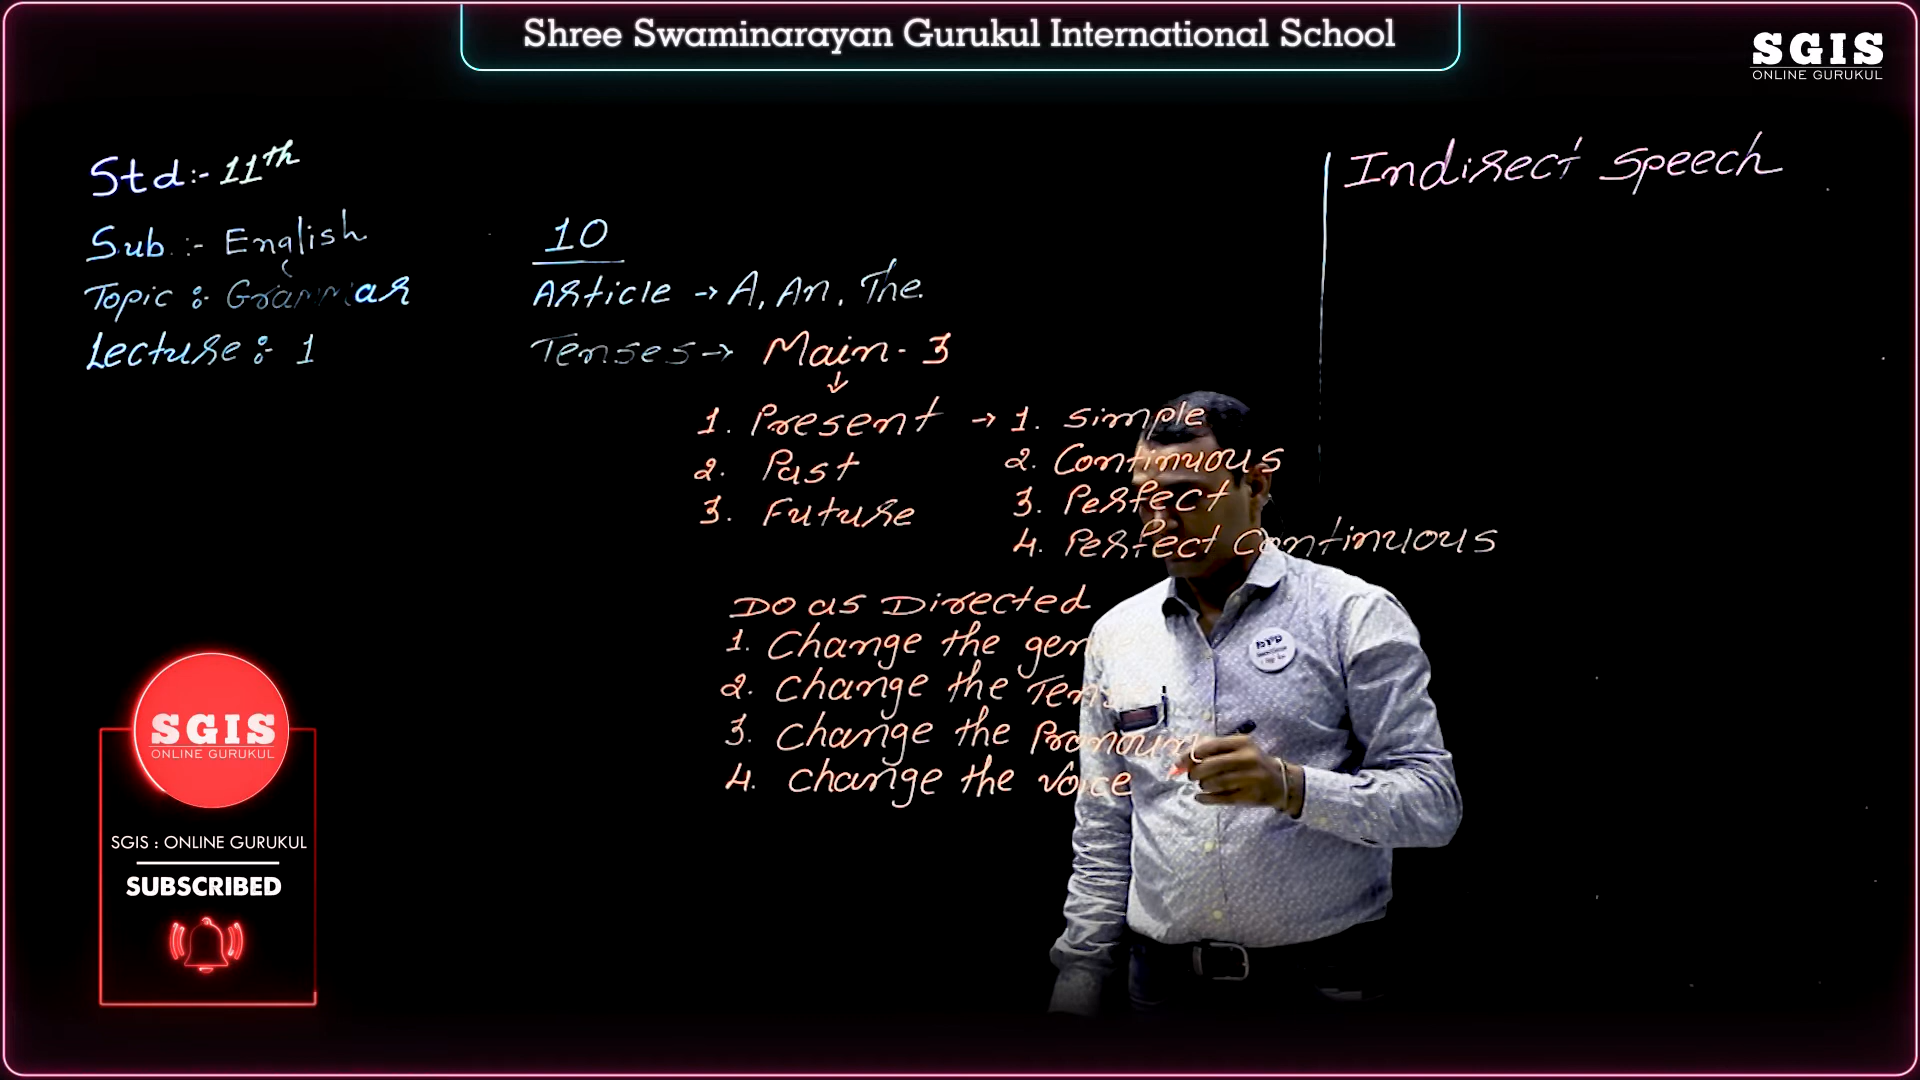 Shree Swaminarayan Gurukul International School
SGIS
ONLINE GURUKUL
Std:- 11th
Sub :- English
Topic :- Grammar
Lecture :- 1
10
Article → A, An, The.
Tenses → Main - 3
↓
1. Present → 1. Simple
2. Past 2. Continuous
3. Future 3. Perfect
4. Perfect Continuous
Do as Directed
1. Change the gender
2. Change the Tense
3. Change the Pronoun
4. Change the Voice
Indirect Speech
SGIS
ONLINE GURUKUL
SGIS : ONLINE GURUKUL
SUBSCRIBED